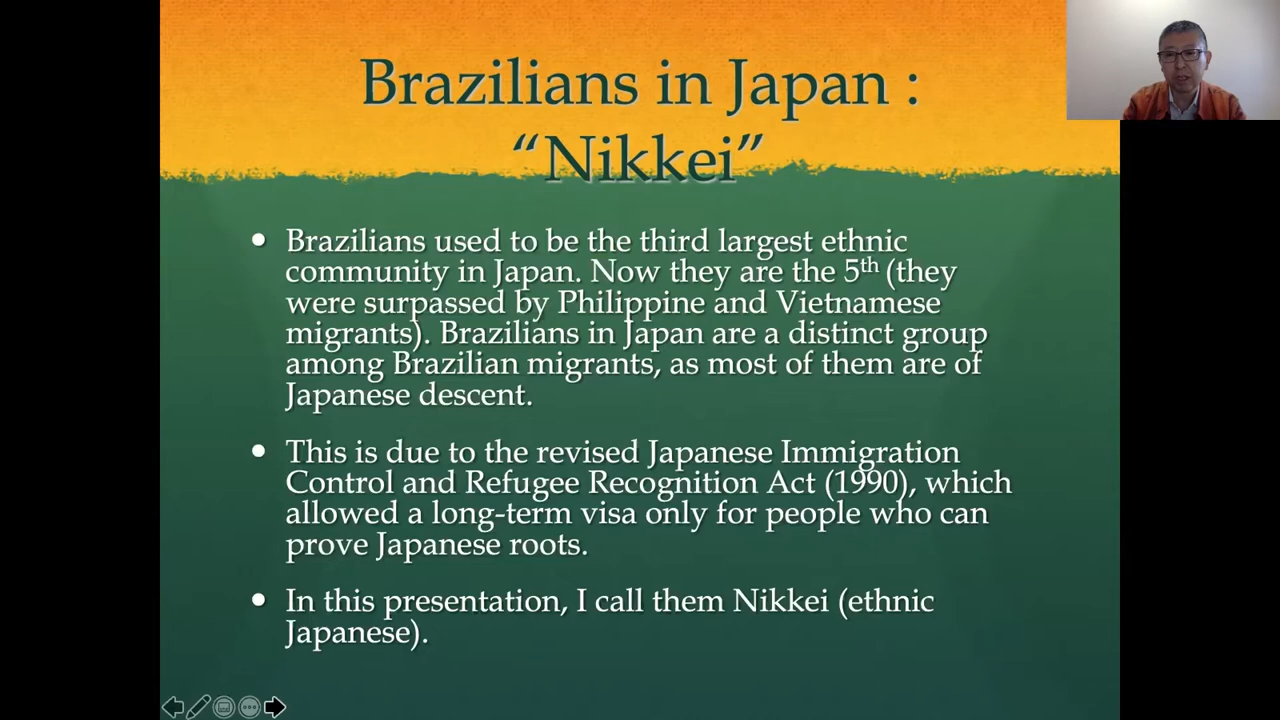 Brazilians in Japan :
“Nikkei”
• Brazilians used to be the third largest ethnic
community in Japan. Now they are the 5th (they
were surpassed by Philippine and Vietnamese
migrants). Brazilians in Japan are a distinct group
among Brazilian migrants, as most of them are of
Japanese descent.
• This is due to the revised Japanese Immigration
Control and Refugee Recognition Act (1990), which
allowed a long-term visa only for people who can
prove Japanese roots.
• In this presentation, I call them Nikkei (ethnic
Japanese).